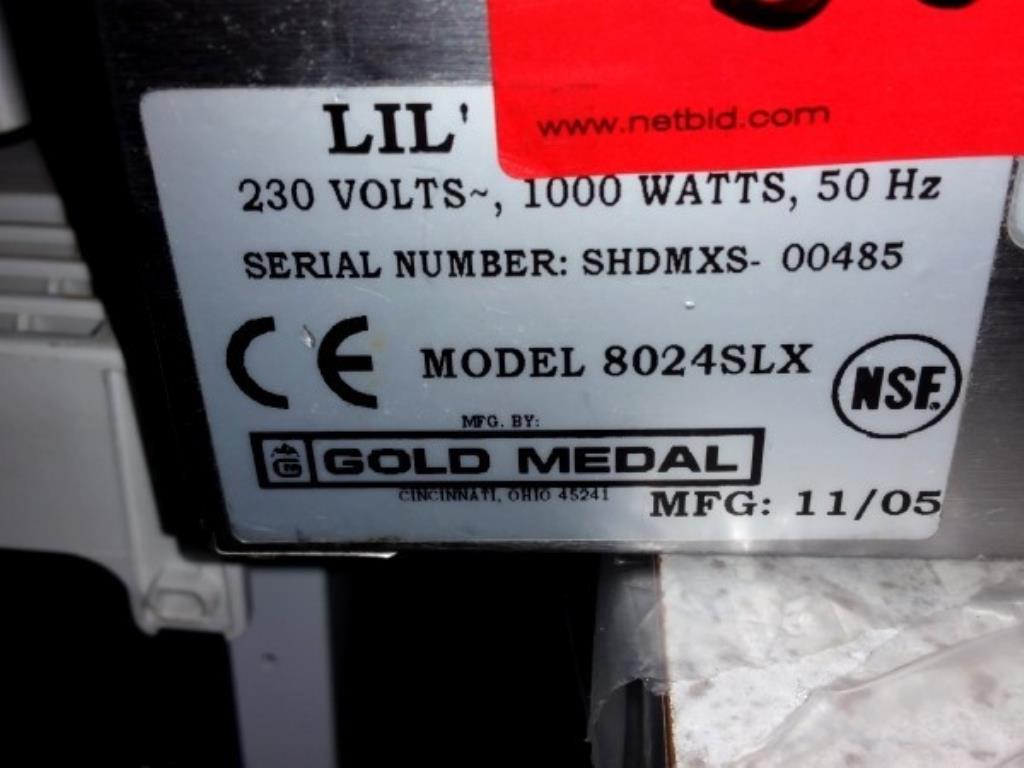 www.netbid.com
LIL'
230 VOLTS~, 1000 WATTS, 50 Hz
SERIAL NUMBER: SHDMXS- 00485
CE MODEL 8024SLX NSF.
MFG. BY:
GM GOLD MEDAL
CINCINNATI, OHIO 45241
MFG: 11/05